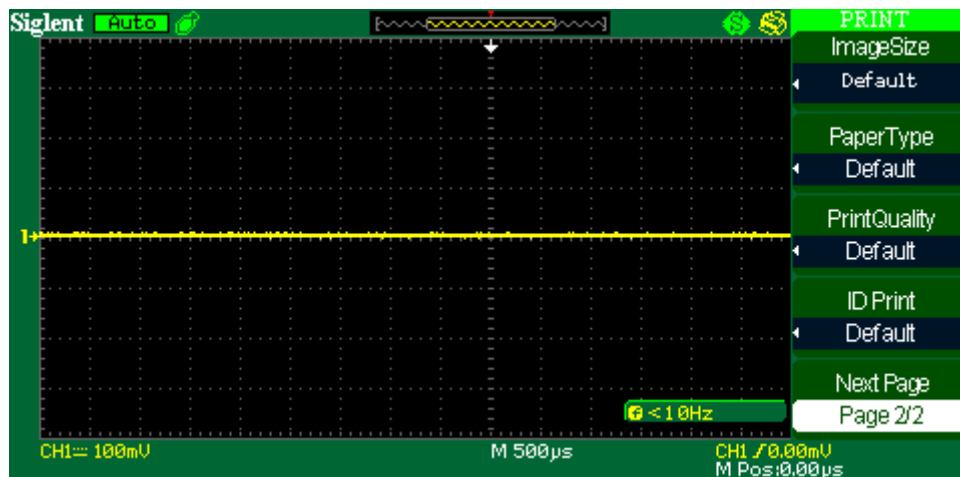 Siglent Auto PRINT
ImageSize
Default
PaperType
Default
PrintQuality
Default
ID Print
Default
Next Page
Page 2/2
1
f <10Hz
CH1 100mV M 500µs CH1 0.00mV
M Pos:0.00µs